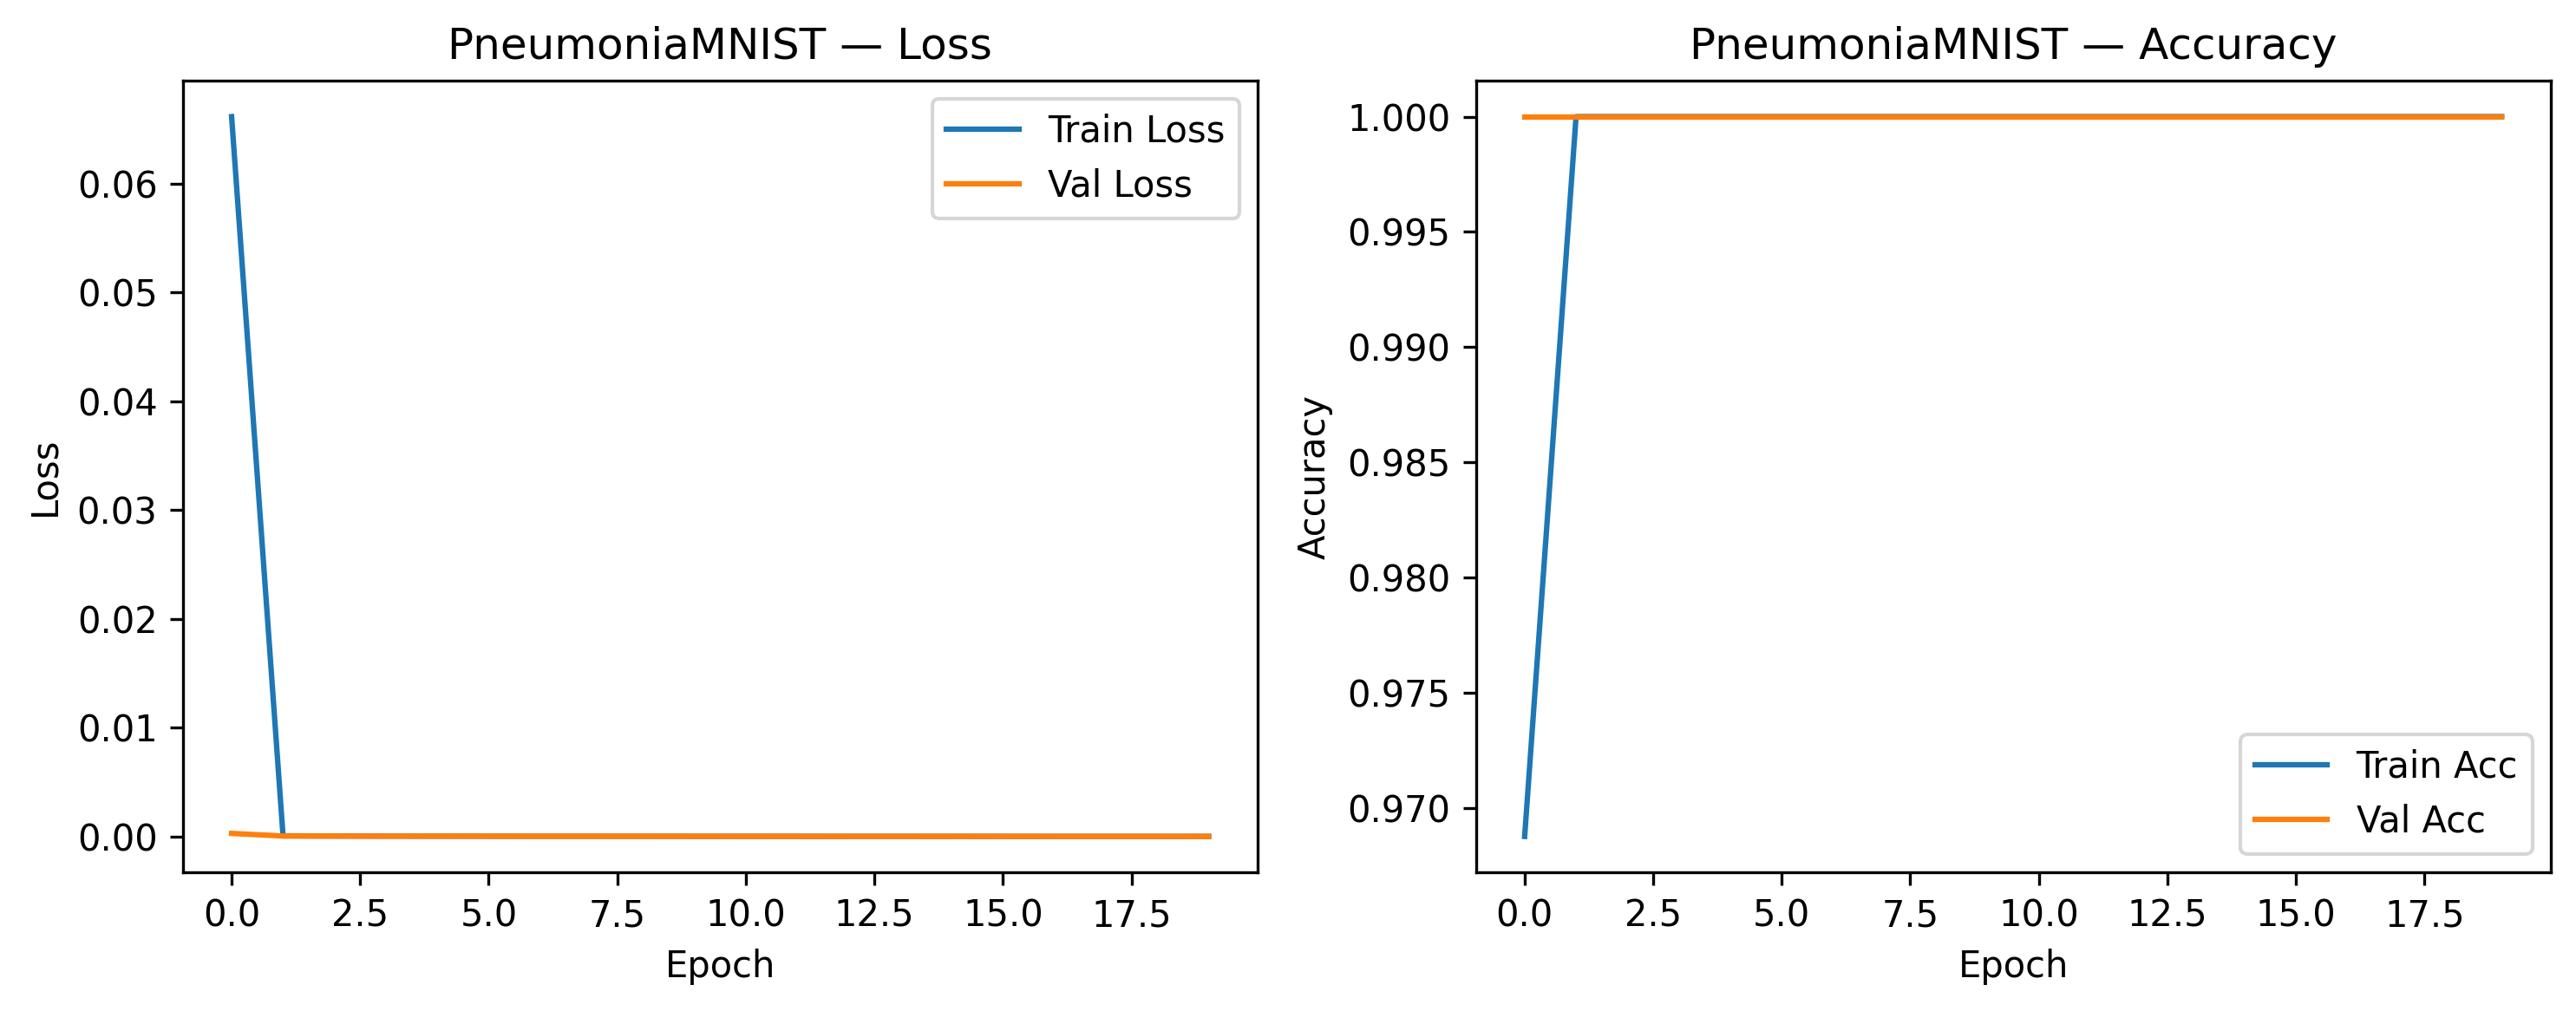 PneumoniaMNIST — Loss
Train Loss
Val Loss
0.06
0.05
0.04
0.03
0.02
0.01
0.00
Loss
0.0 2.5 5.0 7.5 10.0 12.5 15.0 17.5
Epoch
PneumoniaMNIST — Accuracy
1.000
0.995
0.990
0.985
0.980
0.975
0.970
Accuracy
Train Acc
Val Acc
0.0 2.5 5.0 7.5 10.0 12.5 15.0 17.5
Epoch